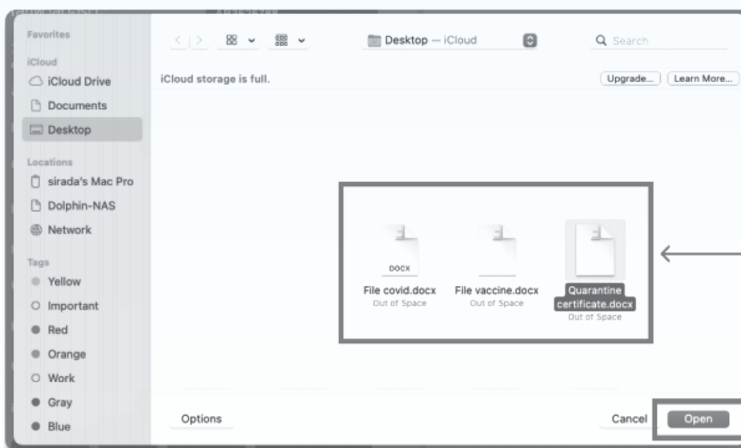 Favorites
iCloud
iCloud Drive
Documents
Desktop
Locations
sirada's Mac Pro
Dolphin-NAS
Network
Tags
Yellow
Important
Red
Orange
Work
Gray
Blue
Desktop — iCloud
Search
iCloud storage is full.
Upgrade...
Learn More...
DOCX
File covid.docx
Out of Space
File vaccine.docx
Out of Space
Quarantine
certificate.docx
Out of Space
Options
Cancel
Open